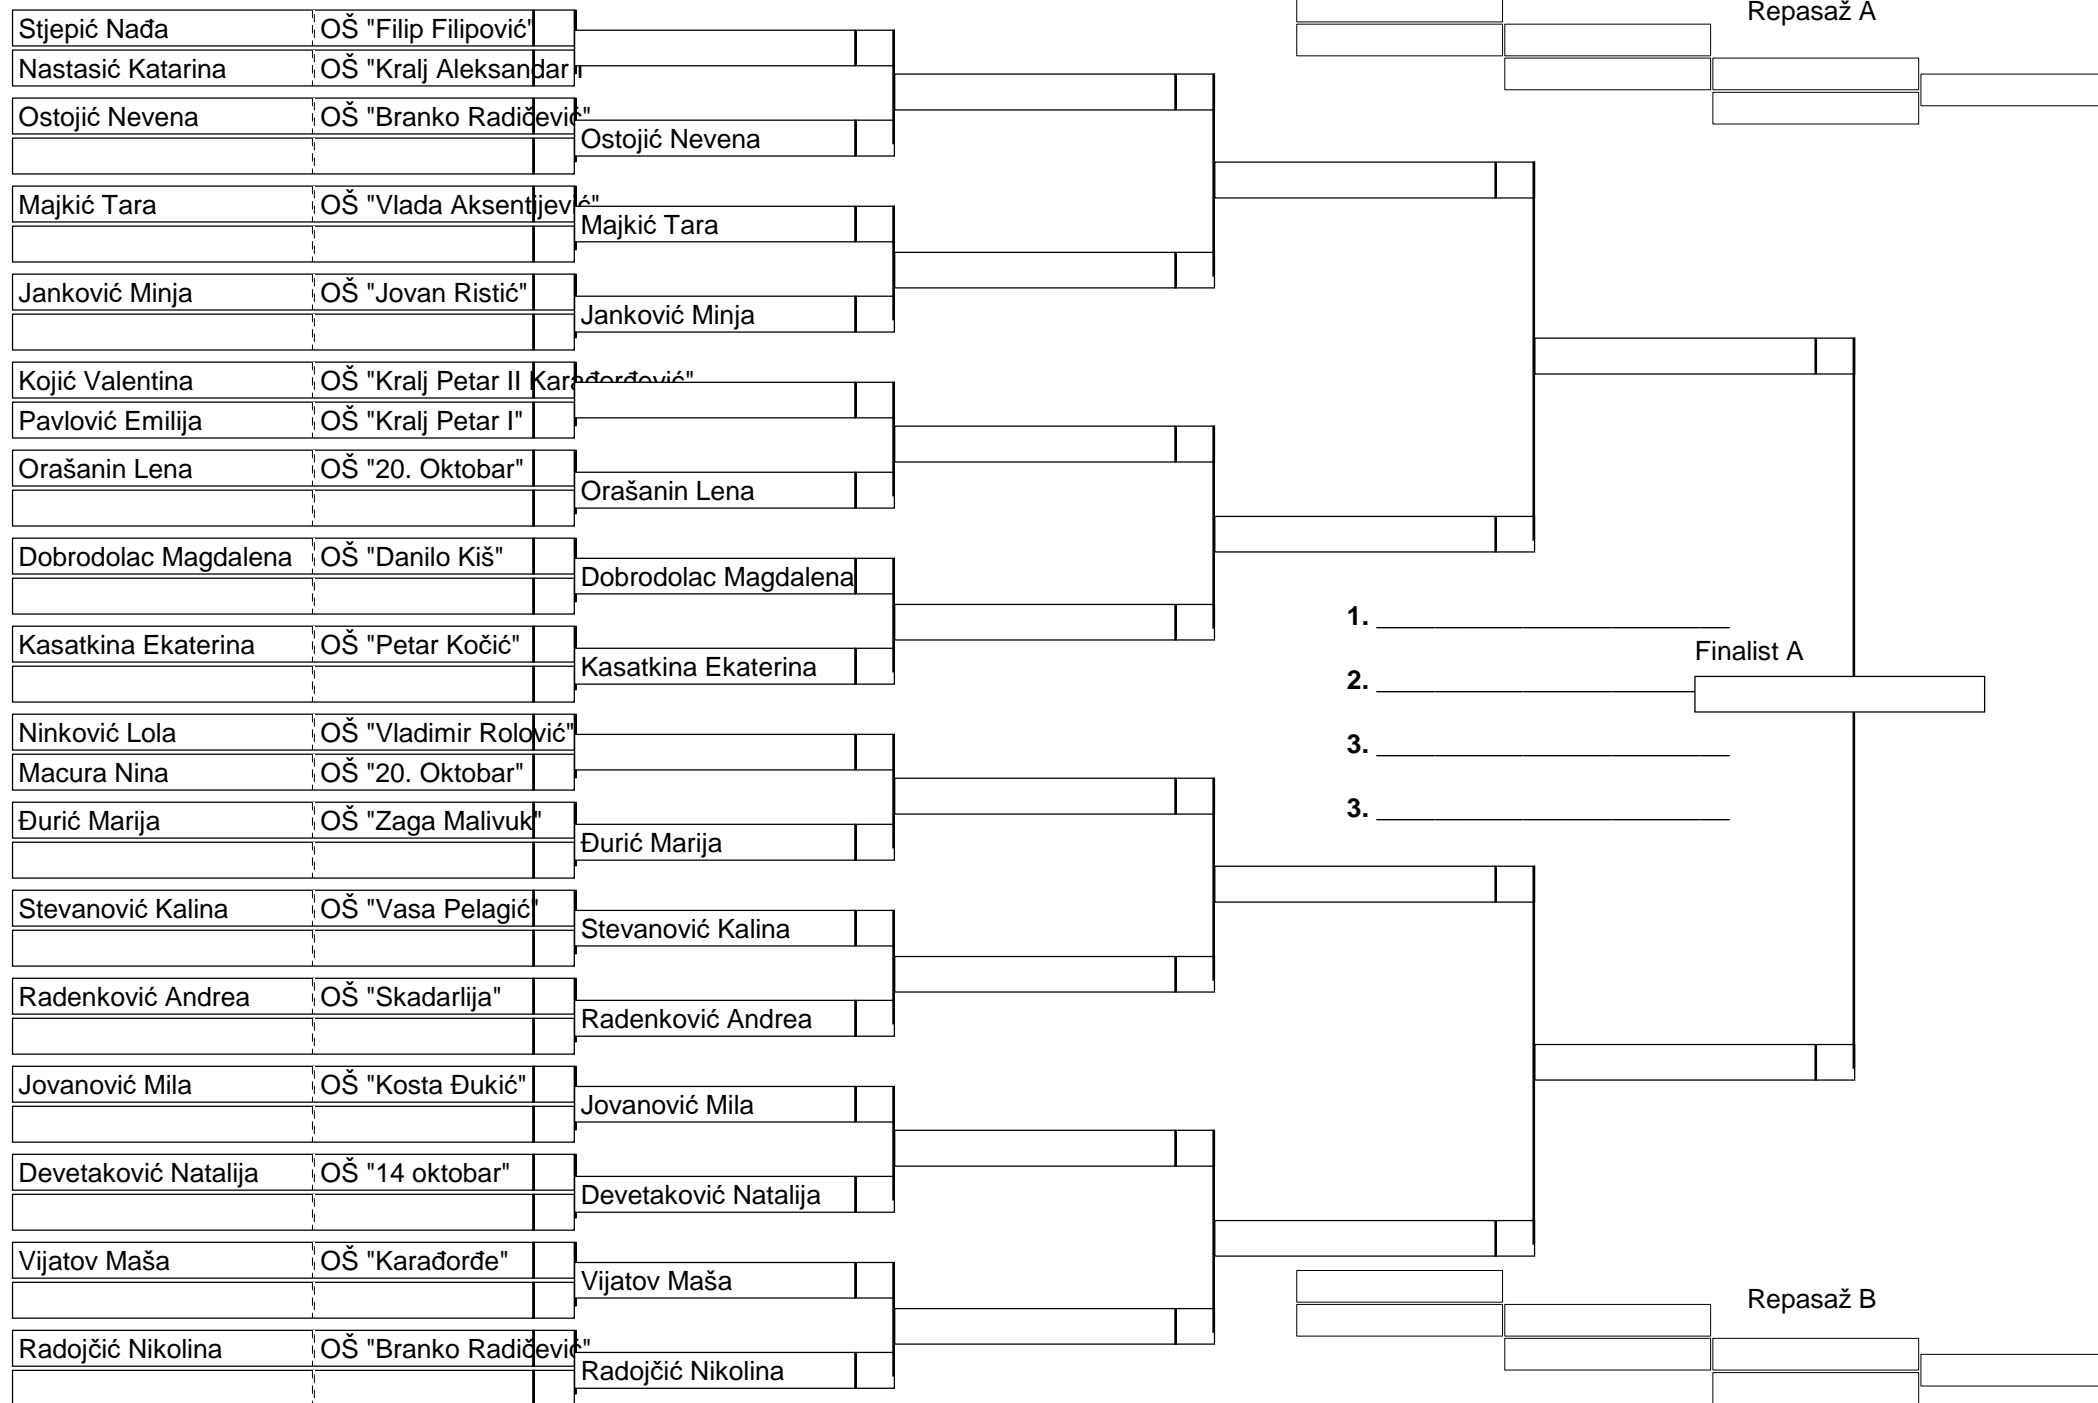 Repasaž A
Stjepić Nađa OŠ "Filip Filipović"
Nastasić Katarina OŠ "Kralj Aleksandar I
Ostojić Nevena OŠ "Branko Radičević"
Ostojić Nevena
Majkić Tara OŠ "Vlada Aksentijević"
Majkić Tara
Janković Minja OŠ "Jovan Ristić"
Janković Minja
Kojić Valentina OŠ "Kralj Petar II Karađorđević"
Pavlović Emilija OŠ "Kralj Petar I"
Orašanin Lena OŠ "20. Oktobar"
Orašanin Lena
Dobrodolac Magdalena OŠ "Danilo Kiš"
Dobrodolac Magdalena
1.
Kasatkina Ekaterina OŠ "Petar Kočić"
Finalist A
Kasatkina Ekaterina
2.
Ninković Lola OŠ "Vladimir Rolović"
3.
Macura Nina OŠ "20. Oktobar"
3.
Đurić Marija OŠ "Zaga Malivuk"
Đurić Marija
Stevanović Kalina OŠ "Vasa Pelagić"
Stevanović Kalina
Radenković Andrea OŠ "Skadarlija"
Radenković Andrea
Jovanović Mila OŠ "Kosta Đukić"
Jovanović Mila
Devetaković Natalija OŠ "14 oktobar"
Devetaković Natalija
Vijatov Maša OŠ "Karađorđe"
Vijatov Maša
Repasaž B
Radojčić Nikolina OŠ "Branko Radičević"
Radojčić Nikolina